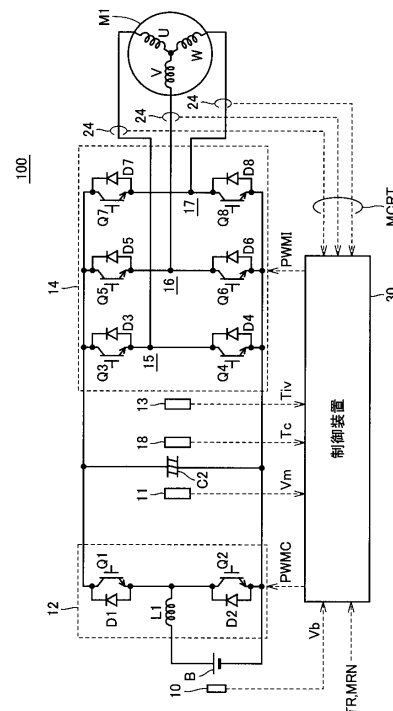 100
M1
U
V
W
24
24
24
14
Q3
D3
Q5
D5
Q7
D7
15
16
17
Q4
D4
Q6
D6
Q8
D8
12
Q1
D1
L1
Q2
D2
B
10
C2
11
18
13
PWMC
Vm
Tc
Tiv
PWMI
MCRT
Vb
TR,MRN
制御装置
30